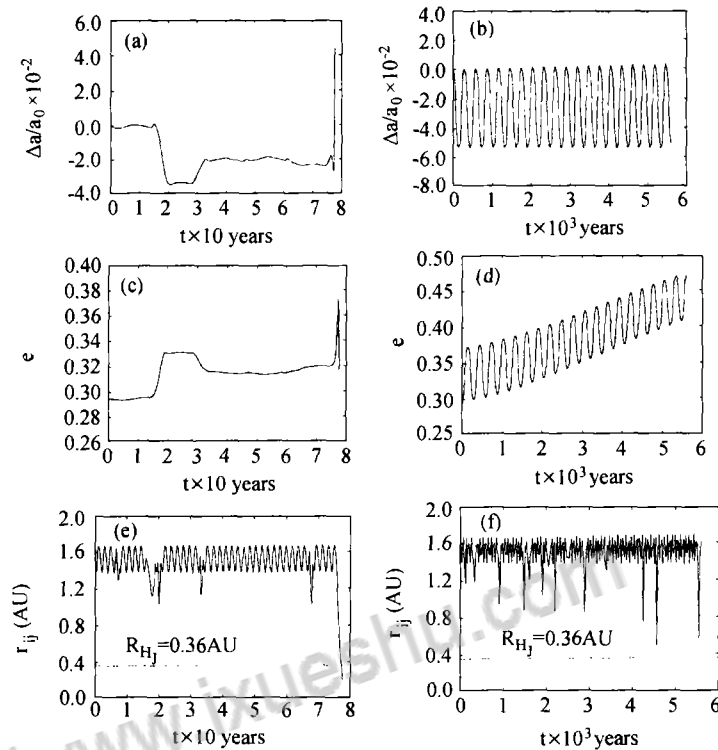 (a)
Δa/a₀ ×10⁻²
4.0
2.0
0.0
-2.0
-4.0
0 1 2 3 4 5 6 7 8
t×10 years
(b)
Δa/a₀ ×10⁻²
4.0
2.0
0.0
-2.0
-4.0
-6.0
-8.0
0 1 2 3 4 5 6
t×10³ years
(c)
e
0.40
0.38
0.36
0.34
0.32
0.30
0.28
0.26
0 1 2 3 4 5 6 7 8
t×10 years
(d)
e
0.50
0.45
0.40
0.35
0.30
0.25
0 1 2 3 4 5 6
t×10³ years
(e)
r_ij (AU)
2.0
1.6
1.2
0.8
0.4
0.0
R_H_J=0.36AU
0 1 2 3 4 5 6 7 8
t×10 years
(f)
r_ij (AU)
2.0
1.6
1.2
0.8
0.4
0.0
R_H_J=0.36AU
0 1 2 3 4 5 6
t×10³ years
www.ixueshu.com